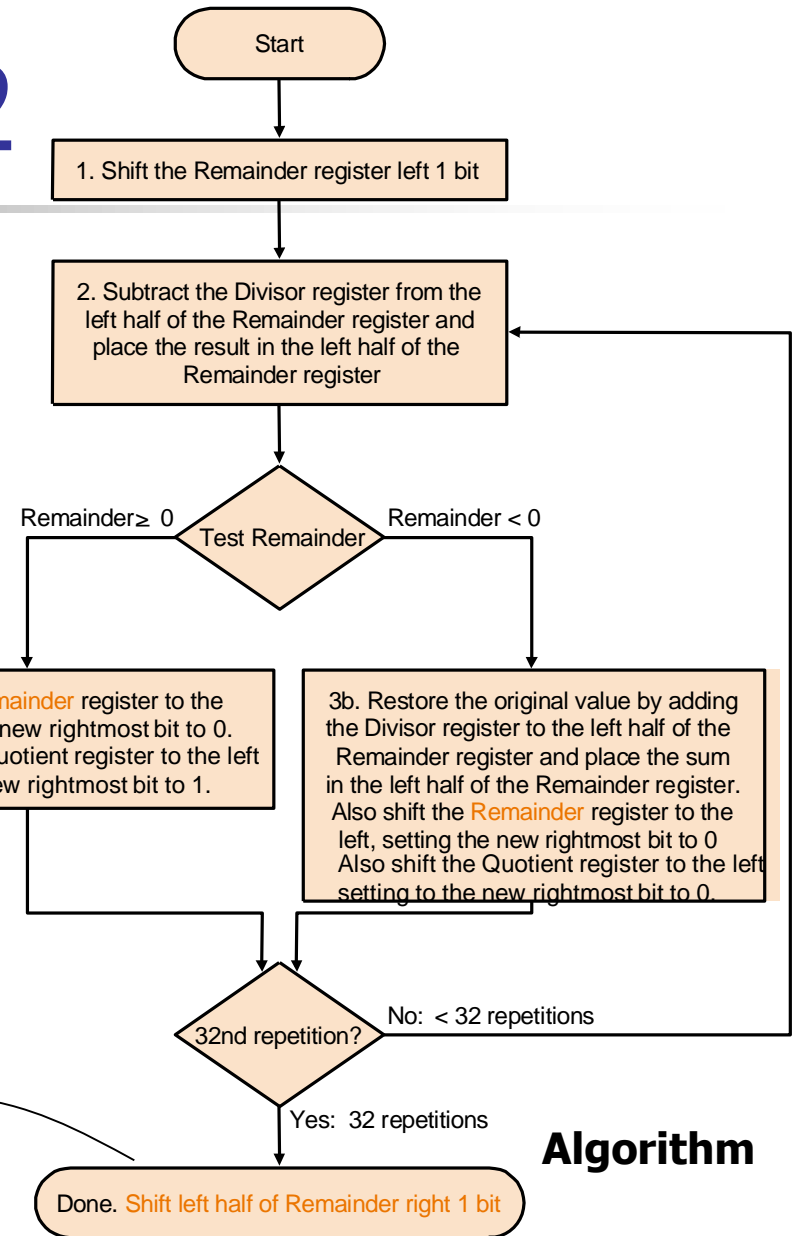 2
Start
1. Shift the Remainder register left 1 bit
2. Subtract the Divisor register from the
left half of the Remainder register and
place the result in the left half of the
Remainder register
Remainder≥ 0
Test Remainder
Remainder < 0
mainder register to the
new rightmost bit to 0.
uotient register to the left
ew rightmost bit to 1.
3b. Restore the original value by adding
the Divisor register to the left half of the
Remainder register and place the sum
in the left half of the Remainder register.
Also shift the Remainder register to the
left, setting the new rightmost bit to 0
Also shift the Quotient register to the left
setting to the new rightmost bit to 0.
32nd repetition?
No: < 32 repetitions
Yes: 32 repetitions
Algorithm
Done. Shift left half of Remainder right 1 bit